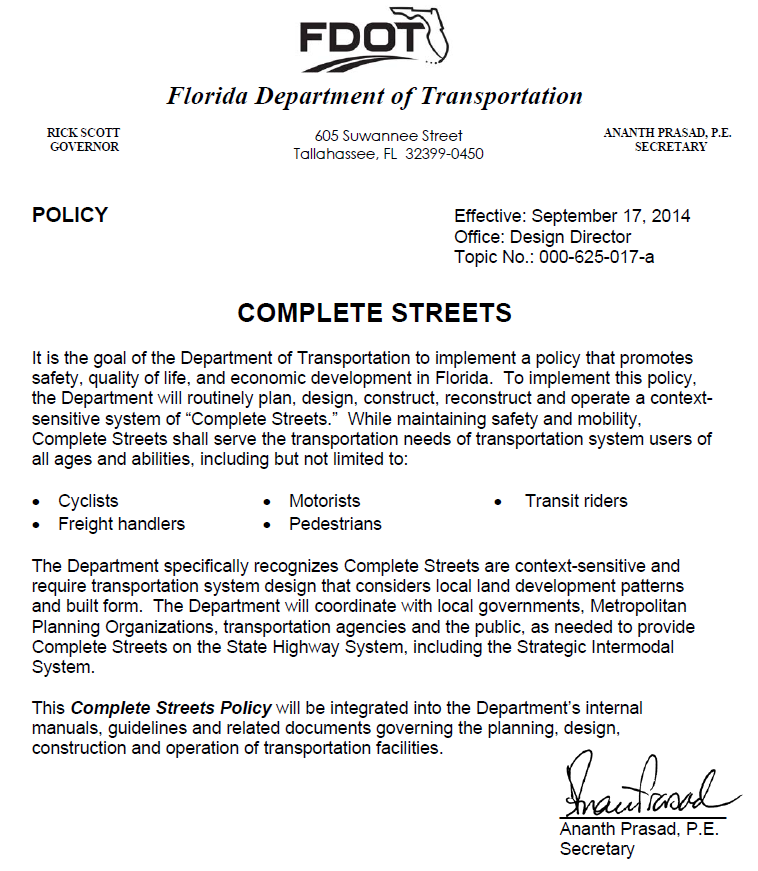 FDOT
Florida Department of Transportation
RICK SCOTT
GOVERNOR
605 Suwannee Street
Tallahassee, FL 32399-0450
ANANTH PRASAD, P.E.
SECRETARY
POLICY
Effective: September 17, 2014
Office: Design Director
Topic No.: 000-625-017-a
COMPLETE STREETS
It is the goal of the Department of Transportation to implement a policy that promotes
safety, quality of life, and economic development in Florida. To implement this policy,
the Department will routinely plan, design, construct, reconstruct and operate a context-
sensitive system of “Complete Streets.” While maintaining safety and mobility,
Complete Streets shall serve the transportation needs of transportation system users of
all ages and abilities, including but not limited to:
• Cyclists • Motorists • Transit riders
• Freight handlers • Pedestrians
The Department specifically recognizes Complete Streets are context-sensitive and
require transportation system design that considers local land development patterns
and built form. The Department will coordinate with local governments, Metropolitan
Planning Organizations, transportation agencies and the public, as needed to provide
Complete Streets on the State Highway System, including the Strategic Intermodal
System.
This Complete Streets Policy will be integrated into the Department’s internal
manuals, guidelines and related documents governing the planning, design,
construction and operation of transportation facilities.
Ananth Prasad
Ananth Prasad, P.E.
Secretary